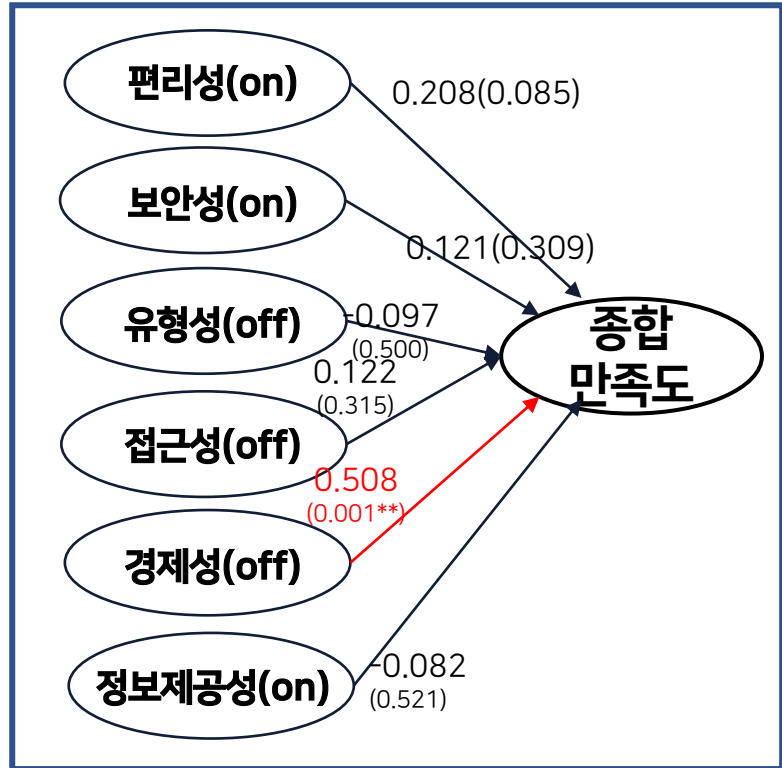 편리성(on)
0.208(0.085)
보안성(on)
0.121(0.309)
유형성(off)
-0.097
(0.500)
종합
만족도
0.122
(0.315)
접근성(off)
0.508
(0.001**)
경제성(off)
정보제공성(on)
-0.082
(0.521)